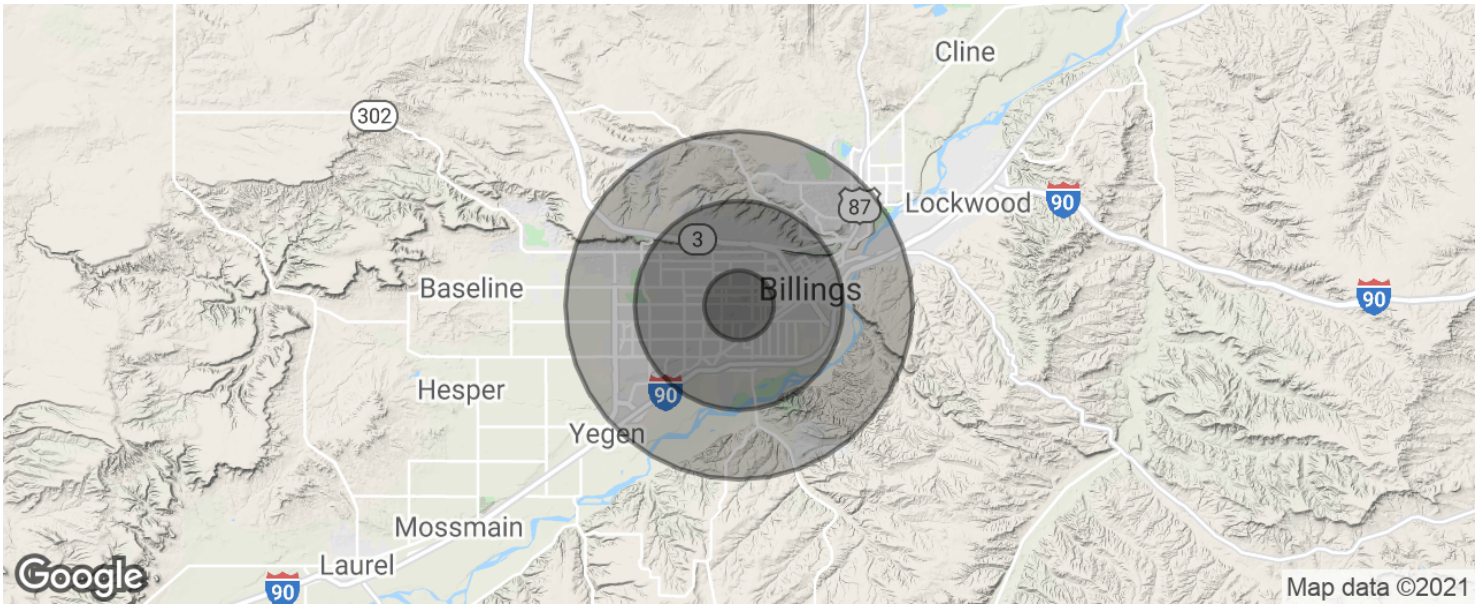 Cline
302
87
Lockwood
90
3
Baseline
Billings
90
Hesper
90
Yegen
Mossmain
Laurel
90
Google
Map data ©2021